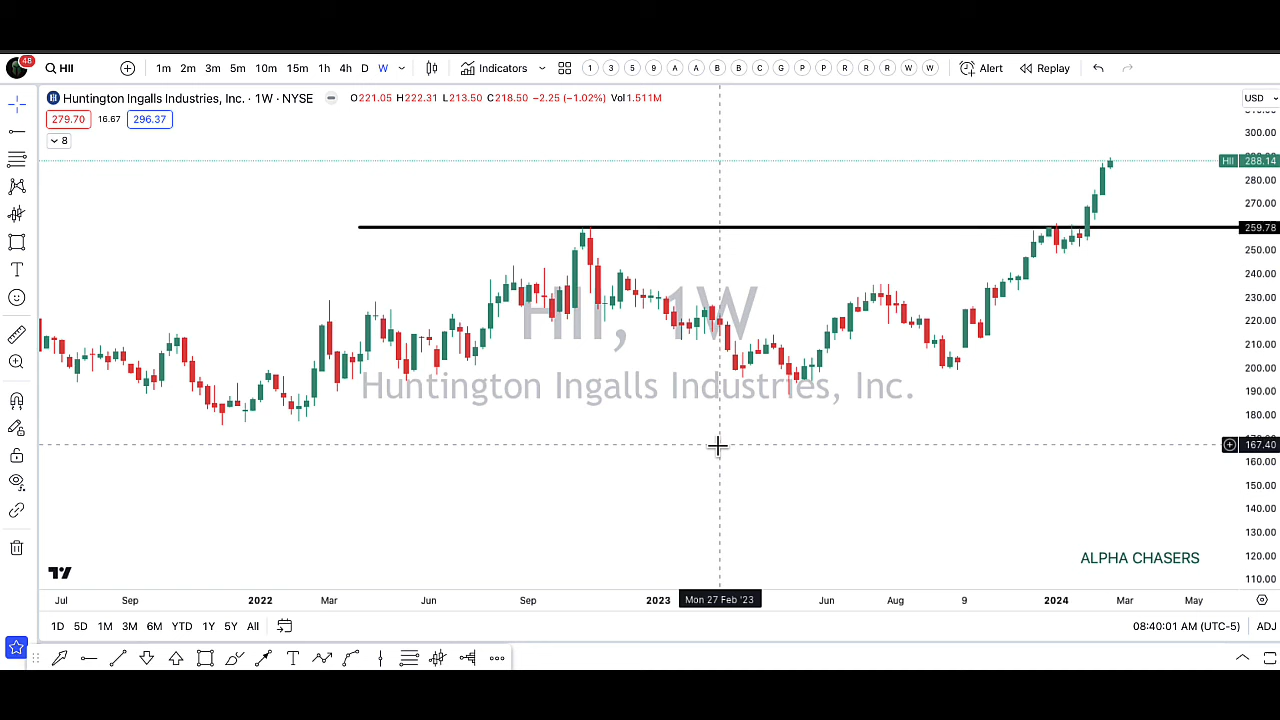 48
HII
1m 2m 3m 5m 10m 15m 1h 4h D W
Indicators
1 3 5 9 A A B B C G P P R R R W W
Alert
Replay
Huntington Ingalls Industries, Inc. · 1W · NYSE
O221.05 H222.31 L213.50 C218.50 −2.25 (−1.02%) Vol1.511M
USD
279.70 16.67 296.37
8
300.00
HII 288.14
280.00
270.00
259.78
250.00
240.00
230.00
220.00
210.00
200.00
190.00
180.00
167.40
160.00
150.00
140.00
130.00
120.00
110.00
HII, 1W
Huntington Ingalls Industries, Inc.
ALPHA CHASERS
Jul Sep 2022 Mar Jun Sep 2023 Mon 27 Feb '23 Jun Aug 9 2024 Mar May
1D 5D 1M 3M 6M YTD 1Y 5Y All
08:40:01 AM (UTC-5) ADJ